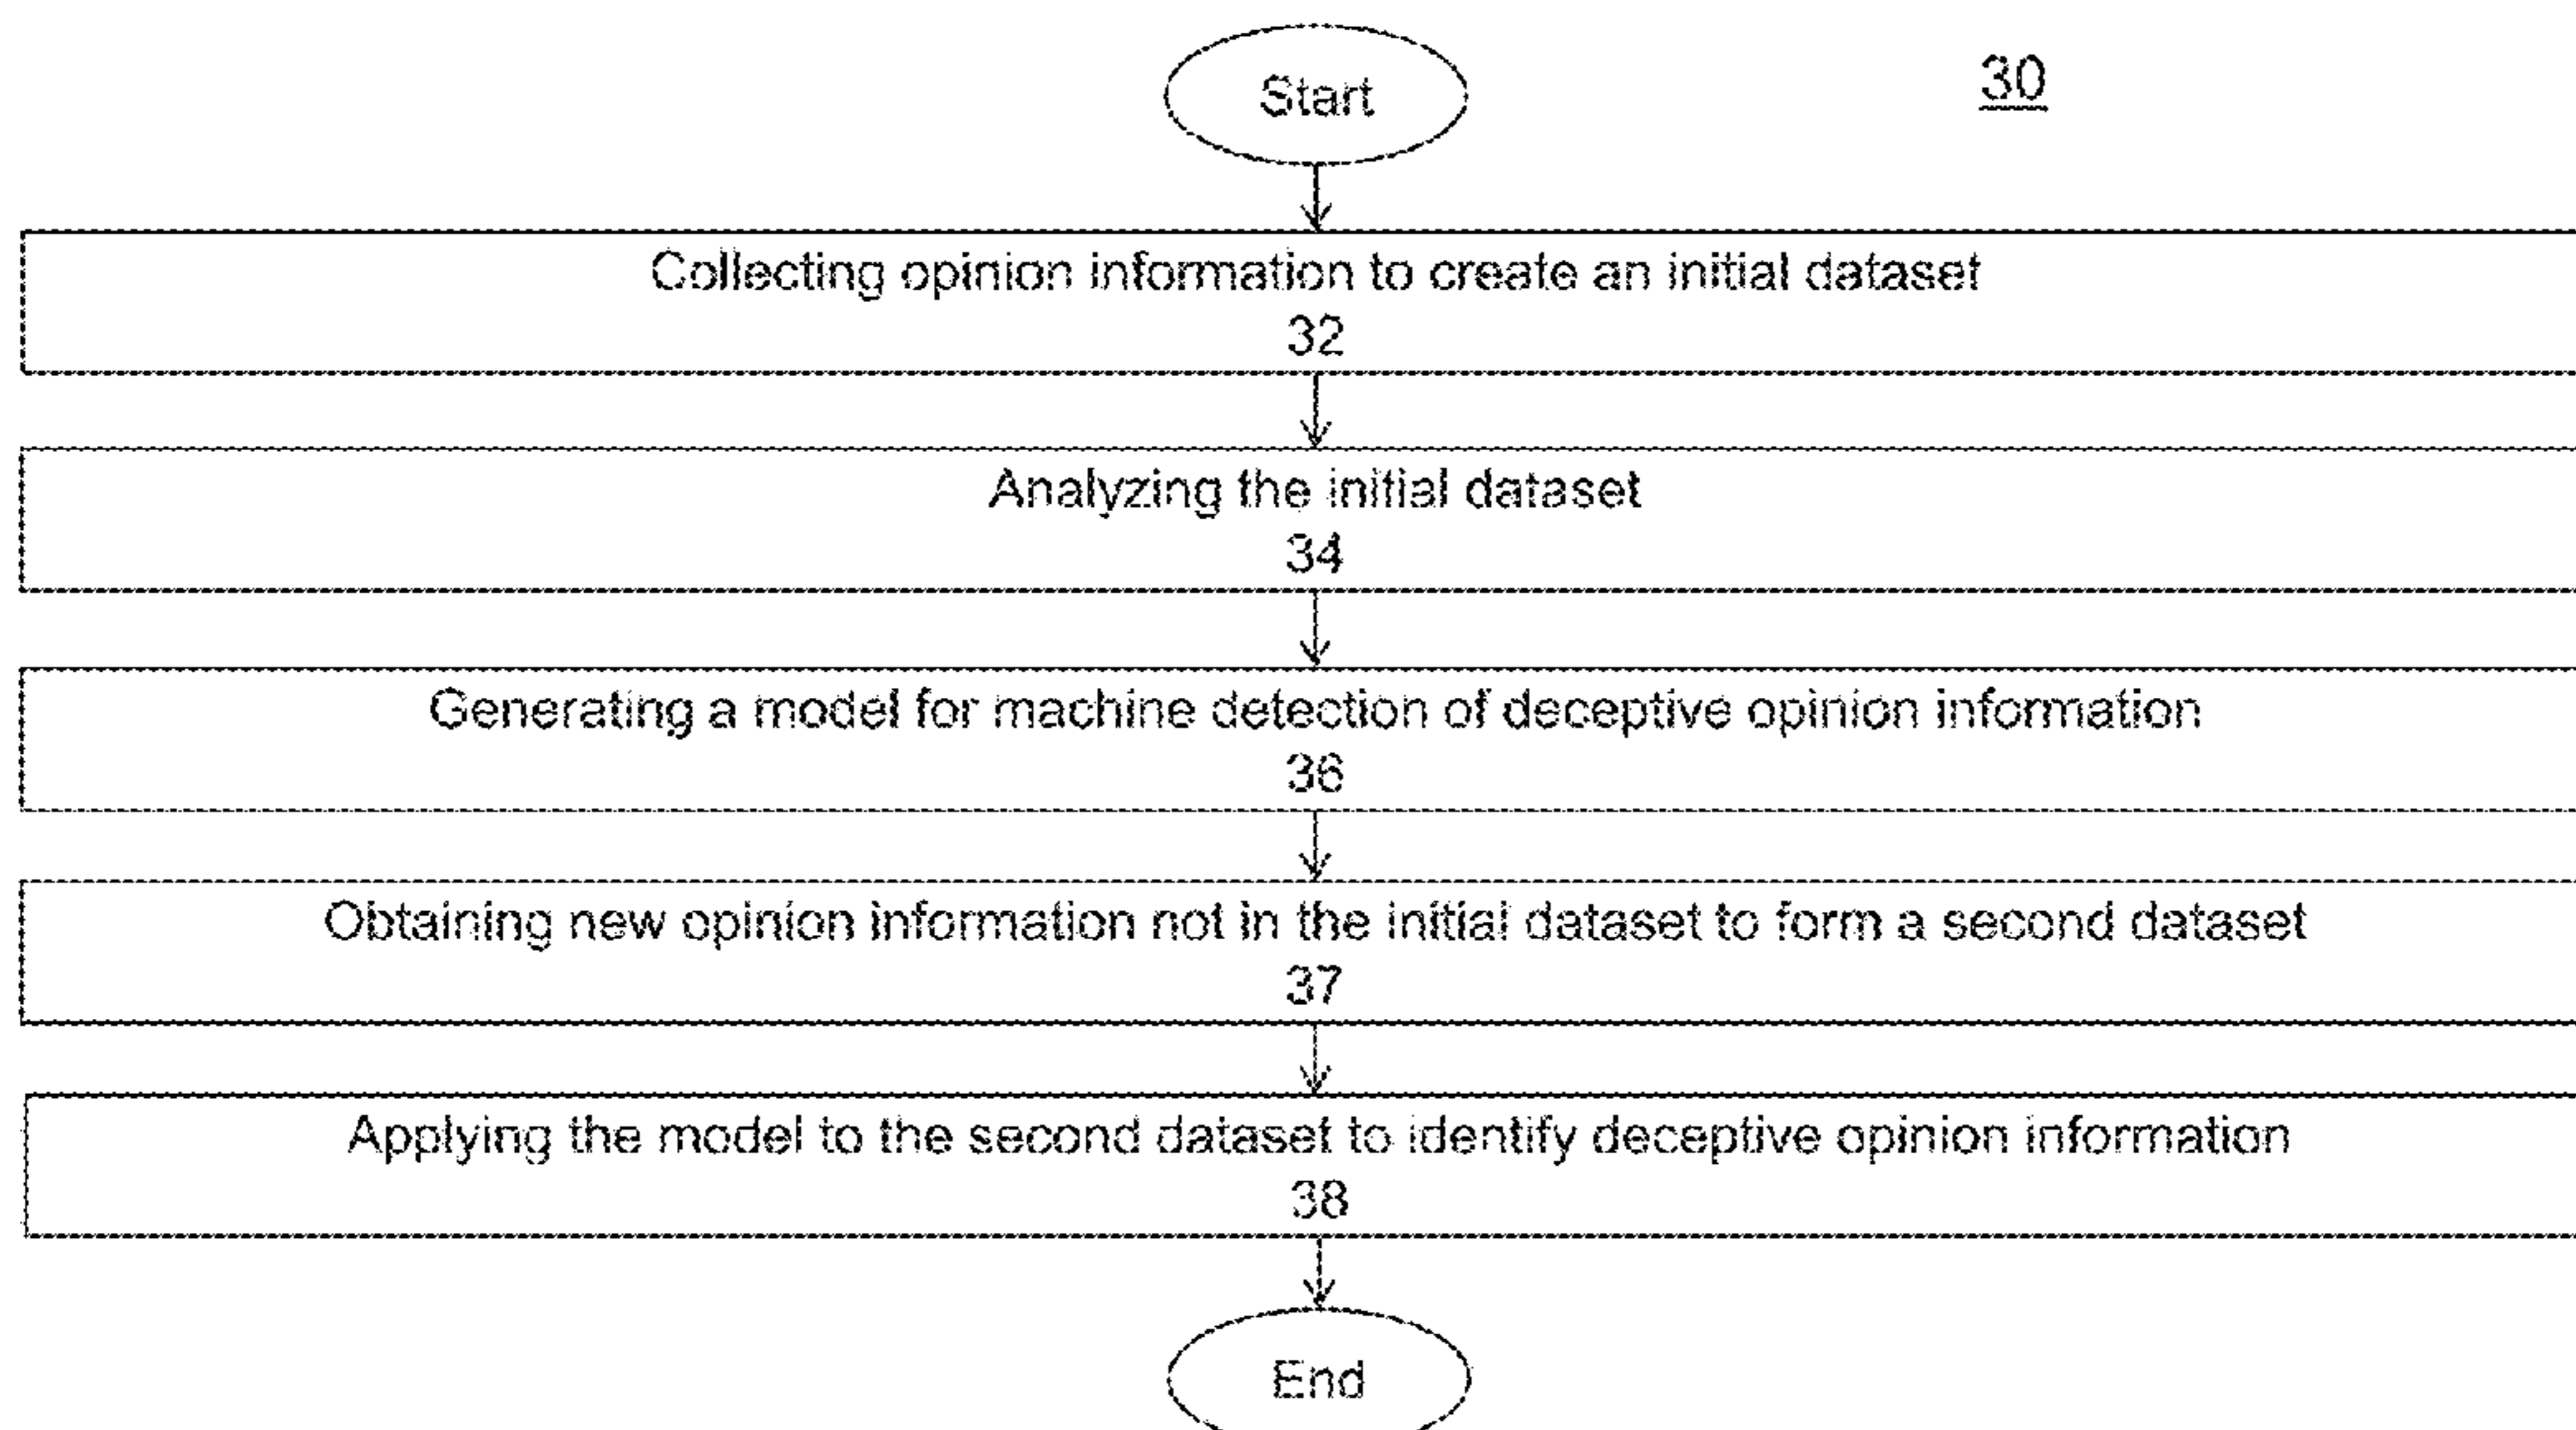 Start
30
Collecting opinion information to create an initial dataset
32
Analyzing the initial dataset
34
Generating a model for machine detection of deceptive opinion information
36
Obtaining new opinion information not in the initial dataset to form a second dataset
37
Applying the model to the second dataset to identify deceptive opinion information
38
End